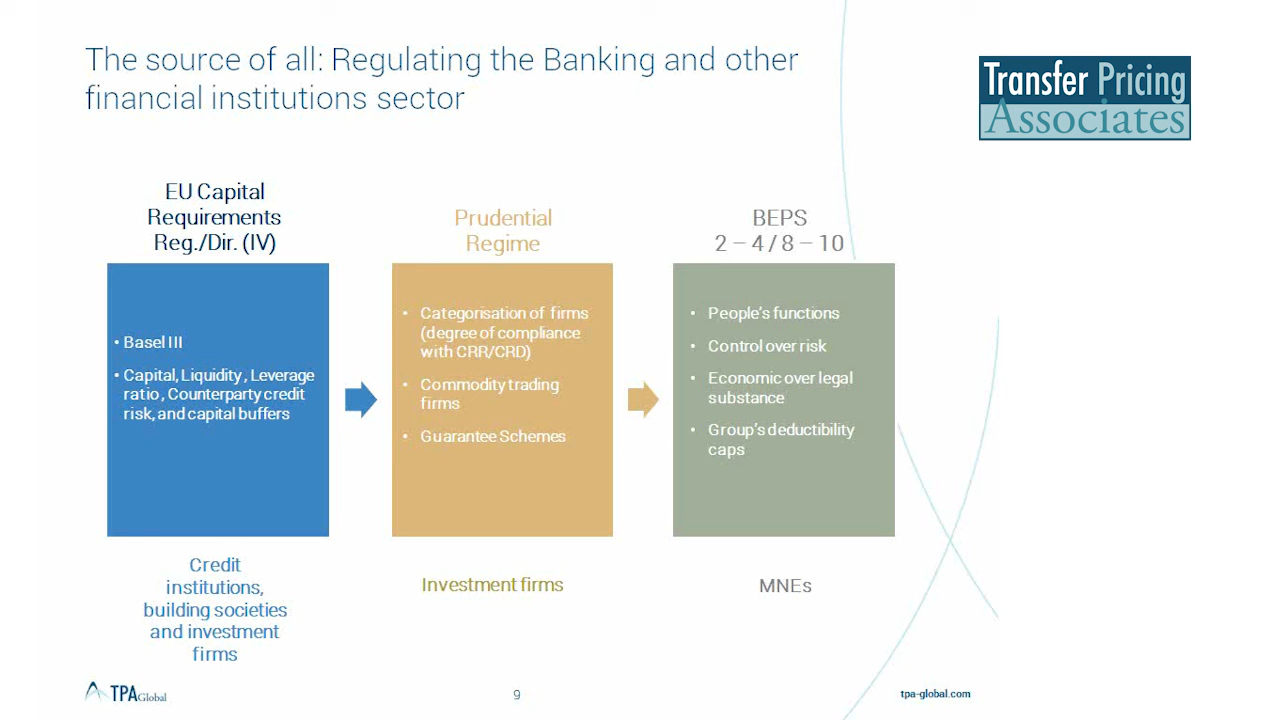 The source of all: Regulating the Banking and other
financial institutions sector
Transfer Pricing
Associates
EU Capital
Requirements
Reg./Dir. (IV)
• Basel III
• Capital, Liquidity , Leverage
ratio , Counterparty credit
risk, and capital buffers
Credit
institutions,
building societies
and investment
firms
Prudential
Regime
• Categorisation of firms
(degree of compliance
with CRR/CRD)
• Commodity trading
firms
• Guarantee Schemes
Investment firms
BEPS
2 – 4 / 8 – 10
• People's functions
• Control over risk
• Economic over legal
substance
• Group's deductibility
caps
MNEs
TPA Global
9
tpa-global.com